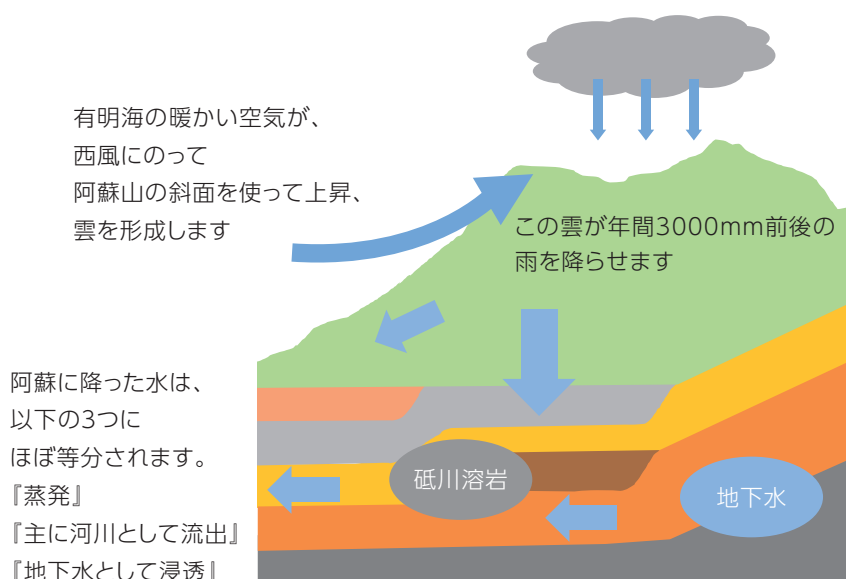 有明海の暖かい空気が、
西風にのって
阿蘇山の斜面を使って上昇、
雲を形成します
この雲が年間3000mm前後の
雨を降らせます
阿蘇に降った水は、
以下の3つに
ほぼ等分されます。
『蒸発』
『主に河川として流出』
『地下水として浸透』
砥川溶岩
地下水